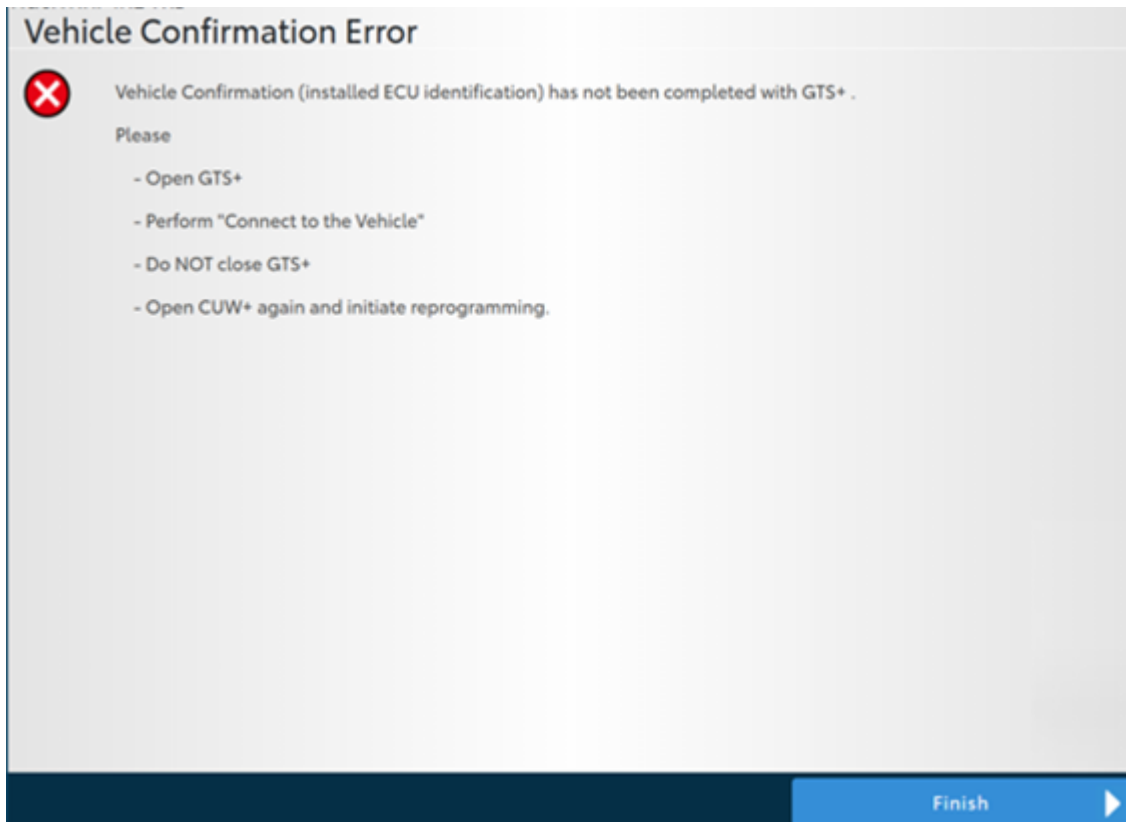 Vehicle Confirmation Error
Vehicle Confirmation (installed ECU identification) has not been completed with GTS+ .
Please
- Open GTS+
- Perform "Connect to the Vehicle"
- Do NOT close GTS+
- Open CUW+ again and initiate reprogramming.
Finish